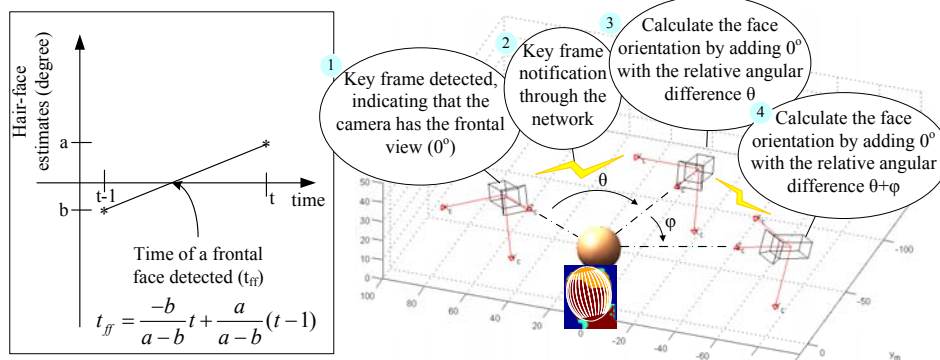 Hair-face
estimates (degree)
a
b
t-1
t
time
*
*
Time of a frontal
face detected (t_ff)
t_ff = \frac{-b}{a-b} t + \frac{a}{a-b} (t-1)
1
Key frame detected,
indicating that the
camera has the frontal
view (0°)
2
Key frame
notification
through the
network
3
Calculate the face
orientation by adding 0°
with the relative angular
difference θ
4
Calculate the face
orientation by adding 0°
with the relative angular
difference θ+φ
θ
φ
50
40
30
20
10
0
100
80
60
40
20
0
-100
-50
0
y_m